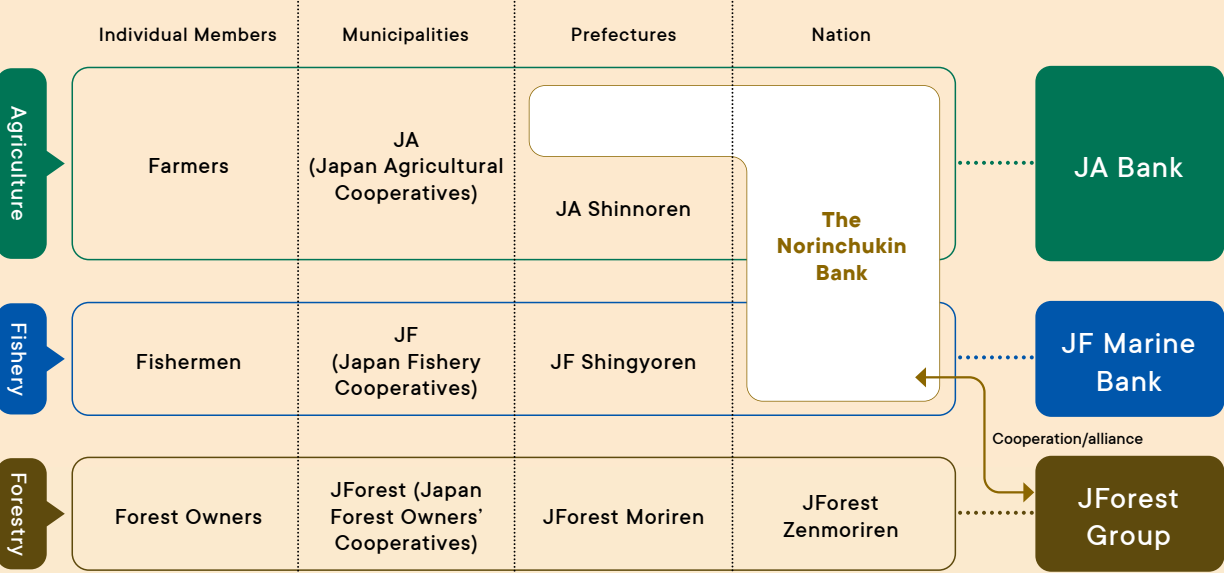 Individual Members
Municipalities
Prefectures
Nation
Agriculture
Farmers
JA
(Japan Agricultural
Cooperatives)
JA Shinnoren
The
Norinchukin
Bank
JA Bank
Fishery
Fishermen
JF
(Japan Fishery
Cooperatives)
JF Shingyoren
JF Marine
Bank
Cooperation/alliance
Forestry
Forest Owners
JForest (Japan
Forest Owners’
Cooperatives)
JForest Moriren
JForest
Zenmoriren
JForest
Group